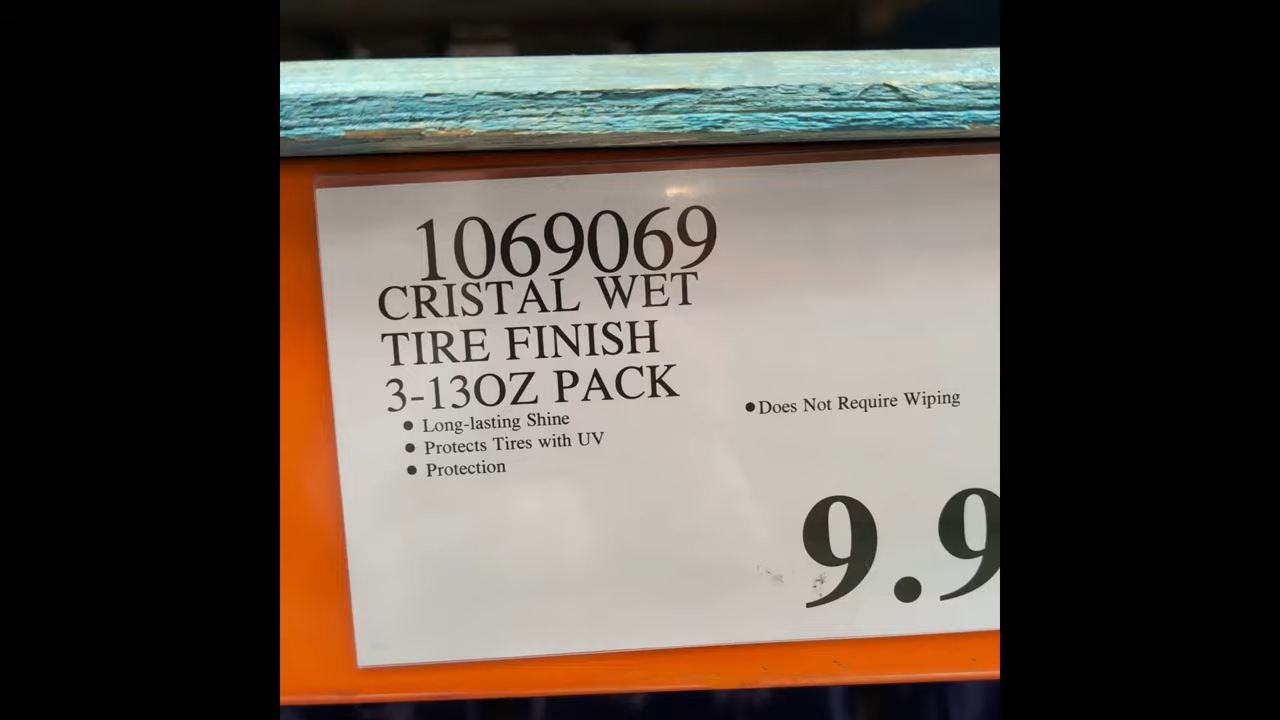 1069069
CRISTAL WET
TIRE FINISH
3-13OZ PACK
● Long-lasting Shine
● Protects Tires with UV
● Protection
●Does Not Require Wiping
9.9